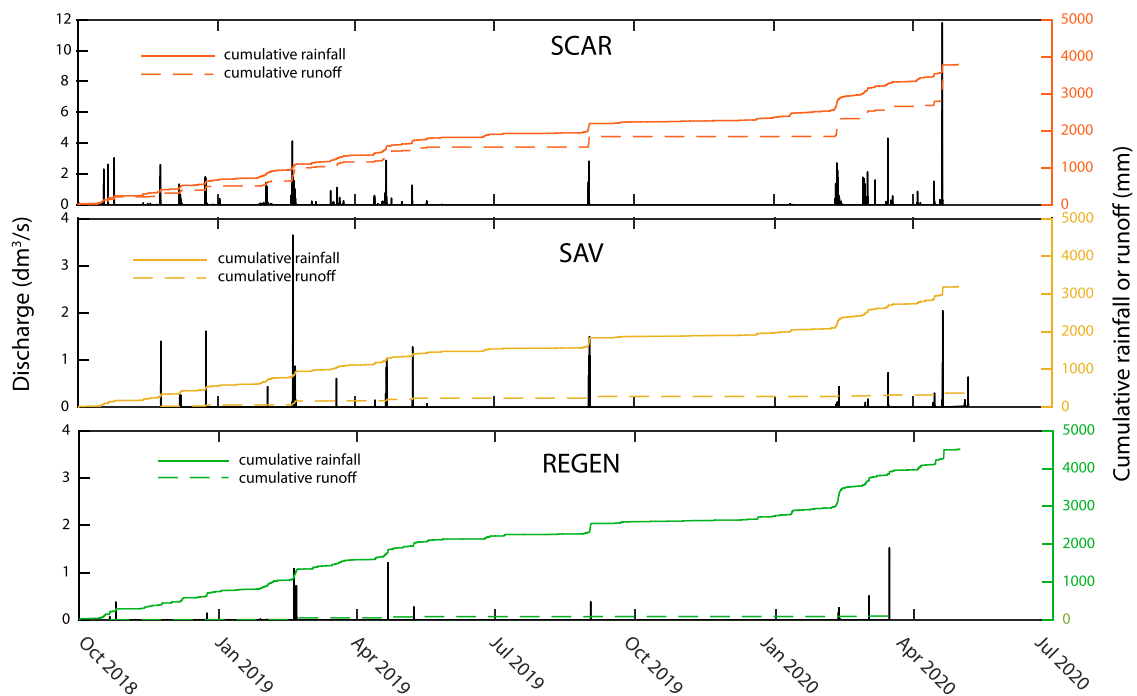 12
10
8
6
4
2
0
5000
4000
3000
2000
1000
0
SCAR
cumulative rainfall
cumulative runoff
Discharge (dm³/s)
Cumulative rainfall or runoff (mm)
4
3
2
1
0
5000
4000
3000
2000
1000
0
SAV
cumulative rainfall
cumulative runoff
4
3
2
1
0
5000
4000
3000
2000
1000
0
REGEN
cumulative rainfall
cumulative runoff
Oct 2018
Jan 2019
Apr 2019
Jul 2019
Oct 2019
Jan 2020
Apr 2020
Jul 2020